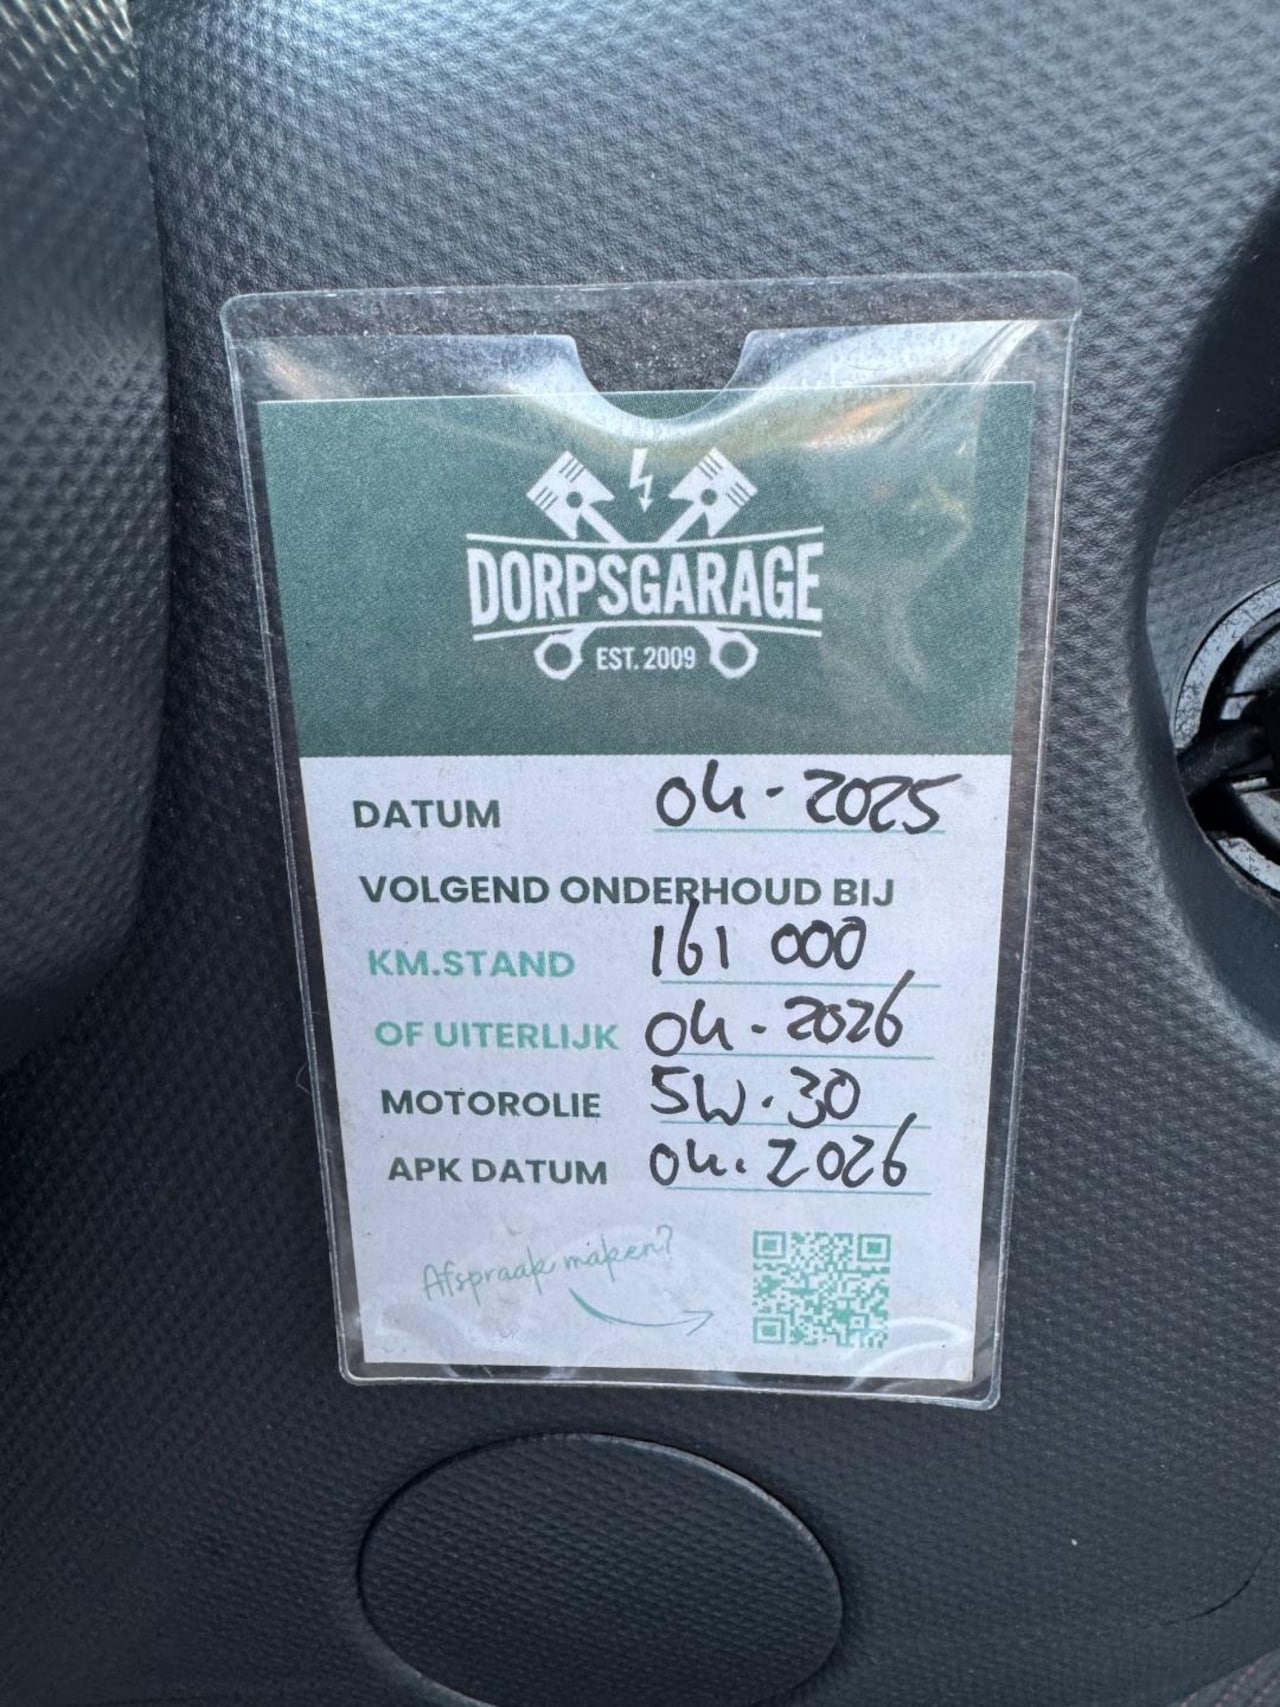 DORPSGARAGE
EST. 2009
DATUM 04-2025
VOLGEND ONDERHOUD BIJ
KM.STAND 161 000
OF UITERLIJK 04-2026
MOTOROLIE 5W.30
APK DATUM 04.2026
Afspraak maken?